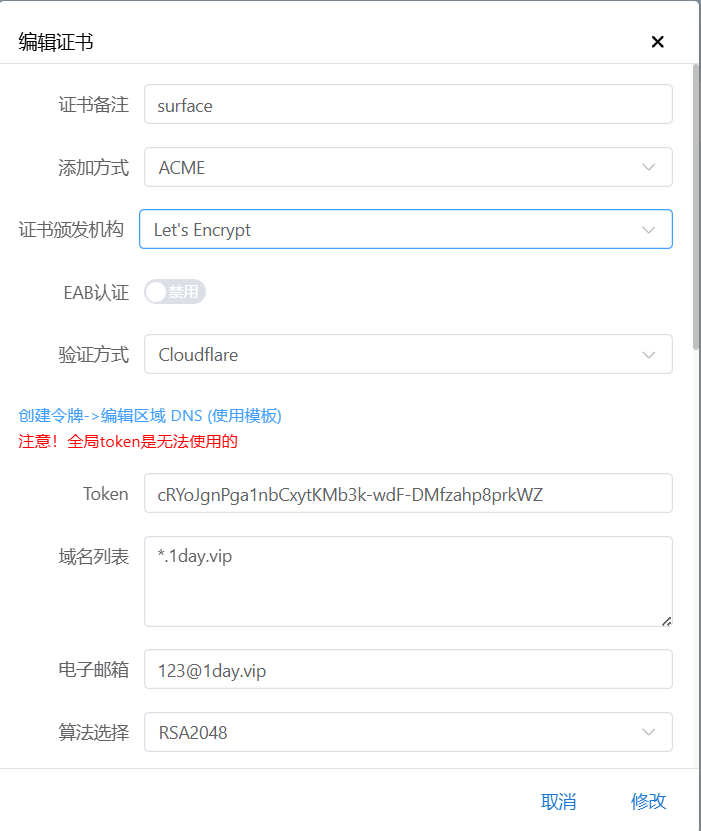 编辑证书
证书备注 surface
添加方式 ACME
证书颁发机构 Let's Encrypt
EAB认证 禁用
验证方式 Cloudflare
创建令牌->编辑区域 DNS (使用模板)
注意！全局token是无法使用的
Token cRYoJgnPga1nbCxytKMb3k-wdF-DMfzahp8prkWZ
域名列表 *.1day.vip
电子邮箱 123@1day.vip
算法选择 RSA2048
取消 修改